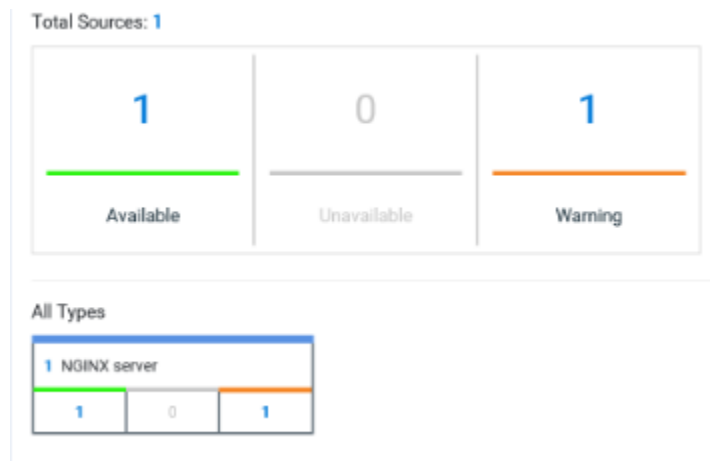 Total Sources: 1
1 0 1
Available Unavailable Warning
All Types
1 NGINX server
1 0 1